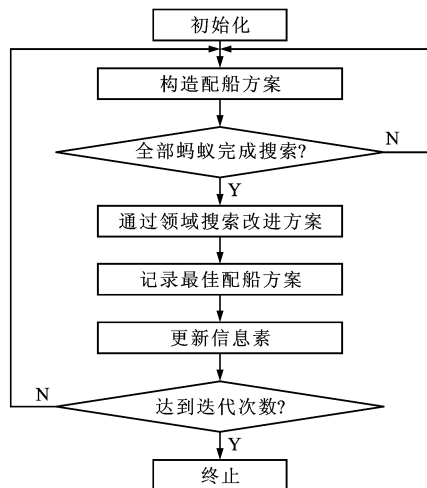 初始化
构造配船方案
全部蚂蚁完成搜索?
N
Y
通过领域搜索改进方案
记录最佳配船方案
更新信息素
N
达到迭代次数?
Y
终止